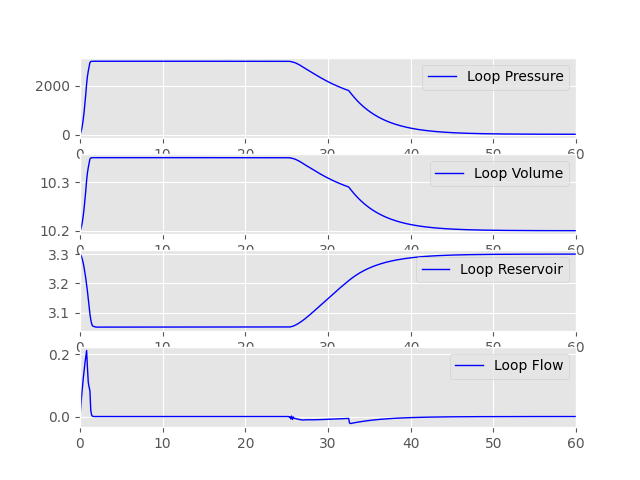 Loop Pressure
2000
0
0 10 20 30 40 50 60
Loop Volume
10.3
10.2
0 10 20 30 40 50 60
3.3
Loop Reservoir
3.2
3.1
0 10 20 30 40 50 60
0.2
Loop Flow
0.0
0 10 20 30 40 50 60